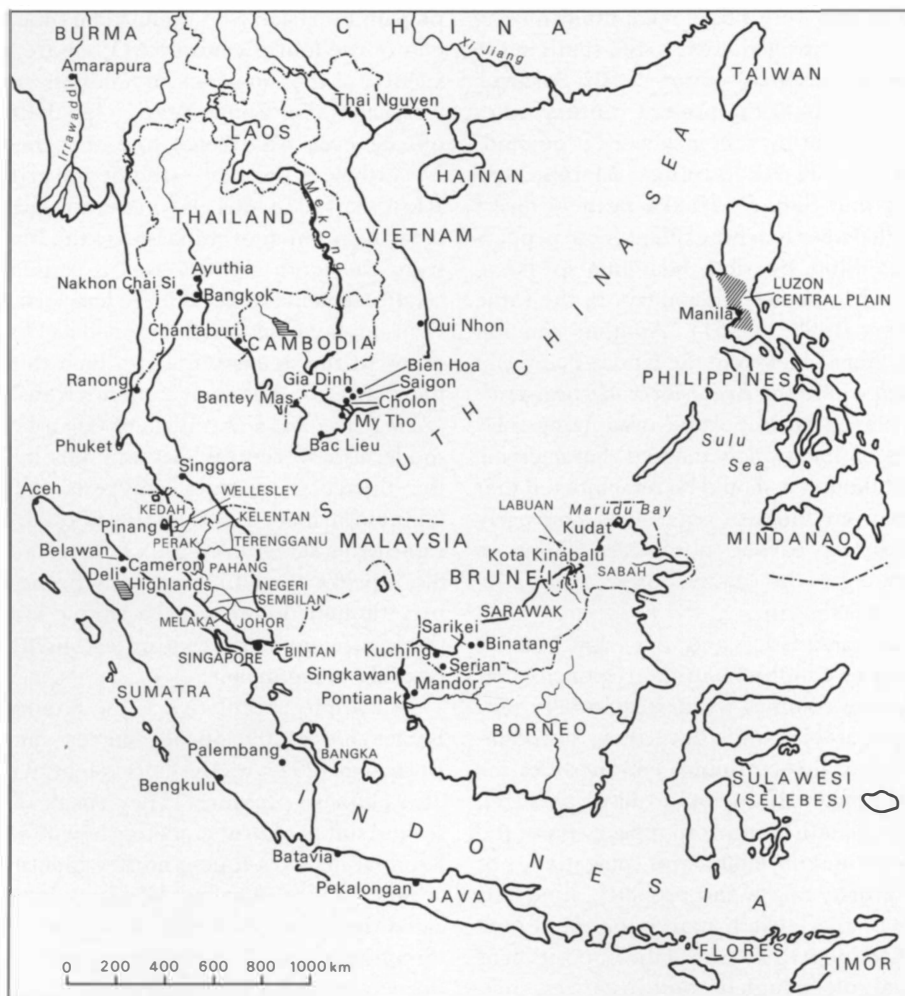 C H I N A
BURMA
Amarapura
Irrawaddi
Xi Jiang
TAIWAN
Thai Nguyen
LAOS
HAINAN
THAILAND
Mekong
VIETNAM
Ayuthia
Nakhon Chai Si
Bangkok
Chantaburi
CAMBODIA
Qui Nhon
LUZON
CENTRAL PLAIN
Manila
PHILIPPINES
Ranong
Gia Dinh
Bien Hoa
Saigon
Bantey Mas
Cholon
My Tho
Bac Lieu
SOUTH CHINA SEA
Sulu
Sea
Phuket
Singgora
Aceh
WELLESLEY
KEDAH
KELENTAN
Pinang
PERAK
TERENGGANU
Belawan
Cameron
Highlands
PAHANG
Deli
NEGERI
SEMBILAN
MELAKA
JOHOR
SINGAPORE
BINTAN
MALAYSIA
LABUAN
Marudu Bay
Kudat
Kota Kinabalu
BRUNEI
SABAH
MINDANAO
SARAWAK
Sarikei
Binatang
Kuching
Serian
Singkawan
Mandor
Pontianak
BORNEO
SUMATRA
Palembang
BANGKA
Bengkulu
SULAWESI
(SELEBES)
I N D O N E S I A
Batavia
Pekalongan
JAVA
FLORES
TIMOR
0 200 400 600 800 1000 km